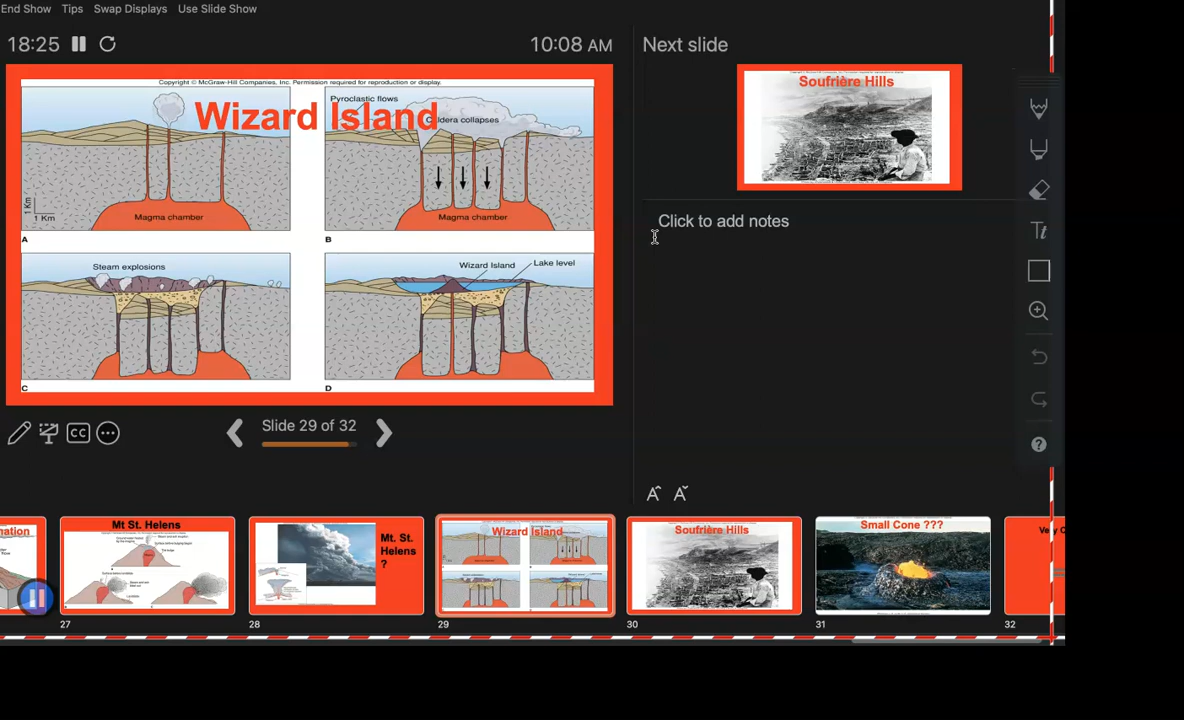 End Show Tips Swap Displays Use Slide Show
18:25
10:08 AM
Next slide
Copyright © McGraw-Hill Companies, Inc. Permission required for reproduction or display.
Wizard Island
Pyroclastic flows
Caldera collapses
1 Km
1 Km
Magma chamber
Magma chamber
A
B
Steam explosions
Wizard Island
Lake level
C
D
Soufrière Hills
Click to add notes
CC
Slide 29 of 32
Mt St. Helens
Mt. St.
Helens
?
Wizard Island
Soufrière Hills
Small Cone ???
27
28
29
30
31
32